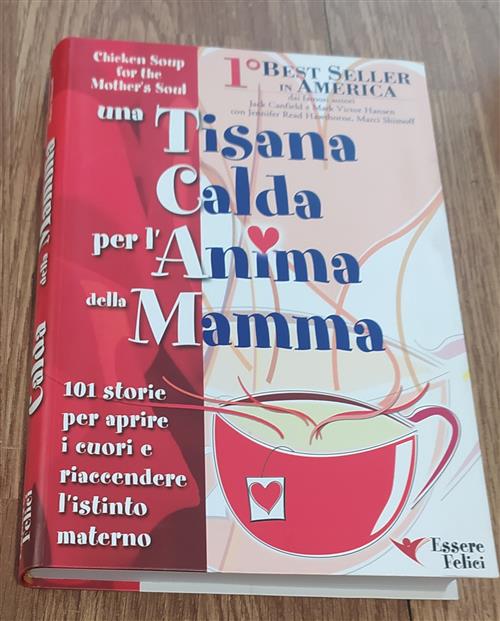 Chicken Soup
for the
Mother's Soul
1° BEST SELLER
IN AMERICA
dai famosi autori
Jack Canfield e Mark Victor Hansen
con Jennifer Read Hawthorne, Marci Shimoff
una Tisana
Calda
per l'Anima
della Mamma
101 storie
per aprire
i cuori e
riaccendere
l'istinto
materno
Essere
Felici
Calda della Mamma
Felici